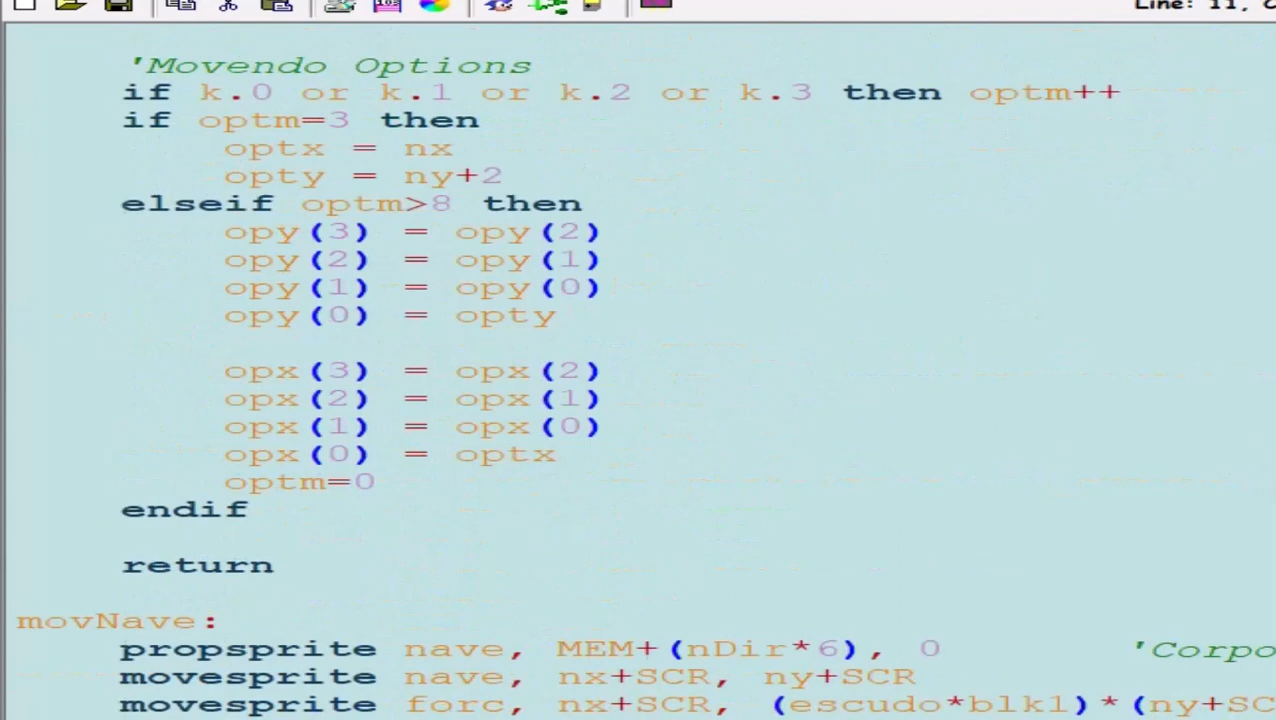 Line: 11, C
'Movendo Options
if k.0 or k.1 or k.2 or k.3 then optm++
if optm=3 then
optx = nx
opty = ny+2
elseif optm>8 then
opy(3) = opy(2)
opy(2) = opy(1)
opy(1) = opy(0)
opy(0) = opty
opx(3) = opx(2)
opx(2) = opx(1)
opx(1) = opx(0)
opx(0) = optx
optm=0
endif
return
movNave:
propsprite nave, MEM+(nDir*6), 0 'Corpo
movesprite nave, nx+SCR, ny+SCR
movesprite forc, nx+SCR, (escudo*blk1)*(ny+SC